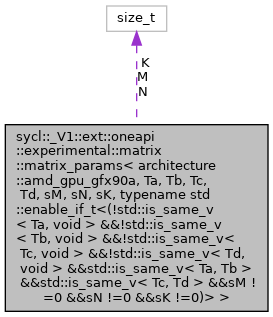 size_t
K
M
N
sycl::_V1::ext::oneapi
::experimental::matrix
::matrix_params< architecture
::amd_gpu_gfx90a, Ta, Tb, Tc,
Td, sM, sN, sK, typename std
::enable_if_t<(!std::is_same_v
< Ta, void > &&!std::is_same_v
< Tb, void > &&!std::is_same_v<
Tc, void > &&!std::is_same_v< Td,
void > &&std::is_same_v< Ta, Tb >
&&std::is_same_v< Tc, Td > &&sM !
=0 &&sN !=0 &&sK !=0)> >